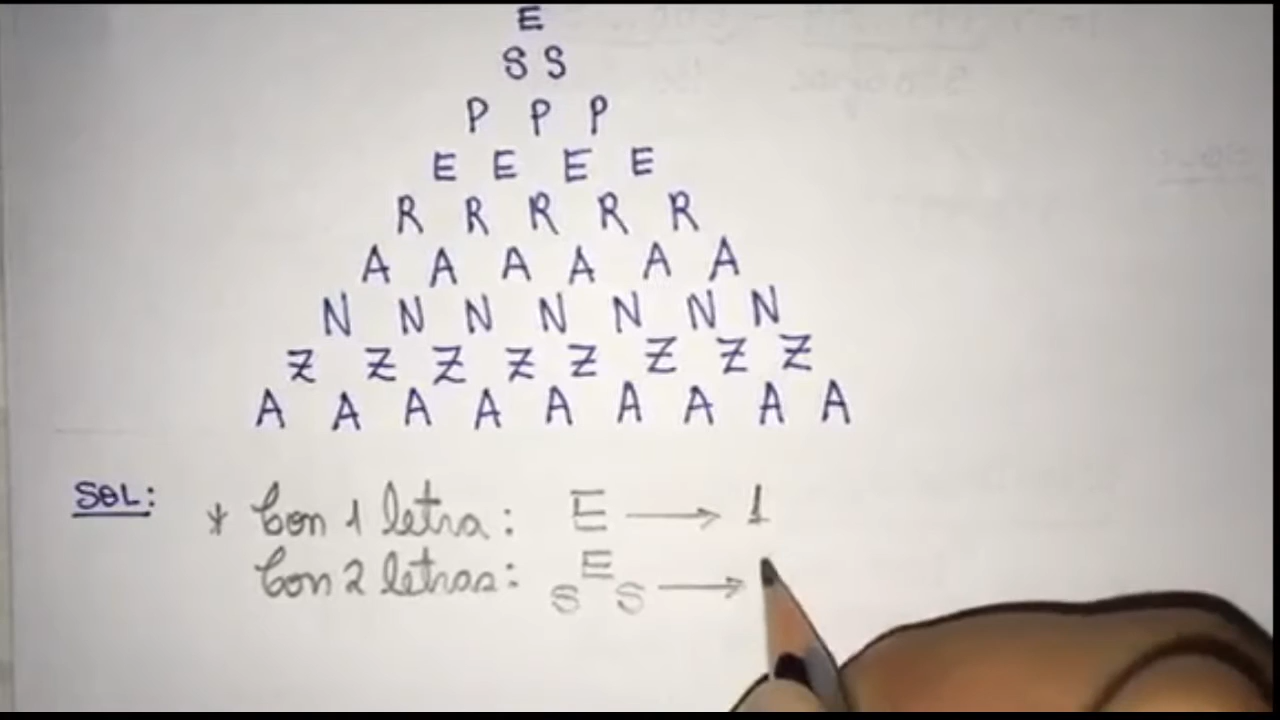 E
S S
P P P
E E E E
R R R R R
A A A A A A
N N N N N N N
Z Z Z Z Z Z Z Z
A A A A A A A A A
SOL: * Con 1 letra: E → 1
Con 2 letras: E
S S →